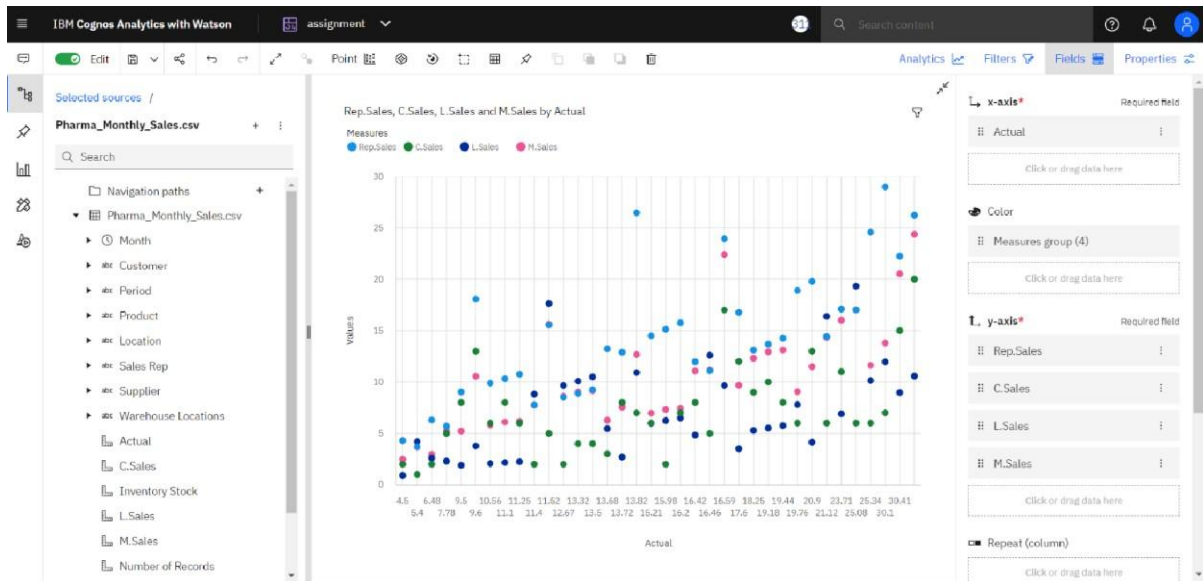 IBM Cognos Analytics with Watson
assignment
31
Search content
Edit
Point
Analytics
Filters
Fields
Properties
Selected sources /
Pharma_Monthly_Sales.csv
Search
Navigation paths
Pharma_Monthly_Sales.csv
Month
abc Customer
abc Period
abc Product
abc Location
abc Sales Rep
abc Supplier
abc Warehouse Locations
Actual
C.Sales
Inventory Stock
L.Sales
M.Sales
Number of Records
Rep.Sales, C.Sales, L.Sales and M.Sales by Actual
Measures
Rep.Sales C.Sales L.Sales M.Sales
30
25
20
15
10
5
0
Values
4.5 6.48 9.5 10.56 11.25 11.62 13.32 13.68 13.82 15.98 16.42 16.59 18.25 19.44 20.9 23.71 25.34 30.41
5.4 7.78 9.6 11.1 11.4 12.67 13.5 13.72 15.21 16.2 16.46 17.6 19.18 19.76 21.12 25.08 30.1
Actual
x-axis* Required field
Actual
Click or drag data here
Color
Measures group (4)
Click or drag data here
y-axis* Required field
Rep.Sales
C.Sales
L.Sales
M.Sales
Click or drag data here
Repeat (column)
Click or drag data here